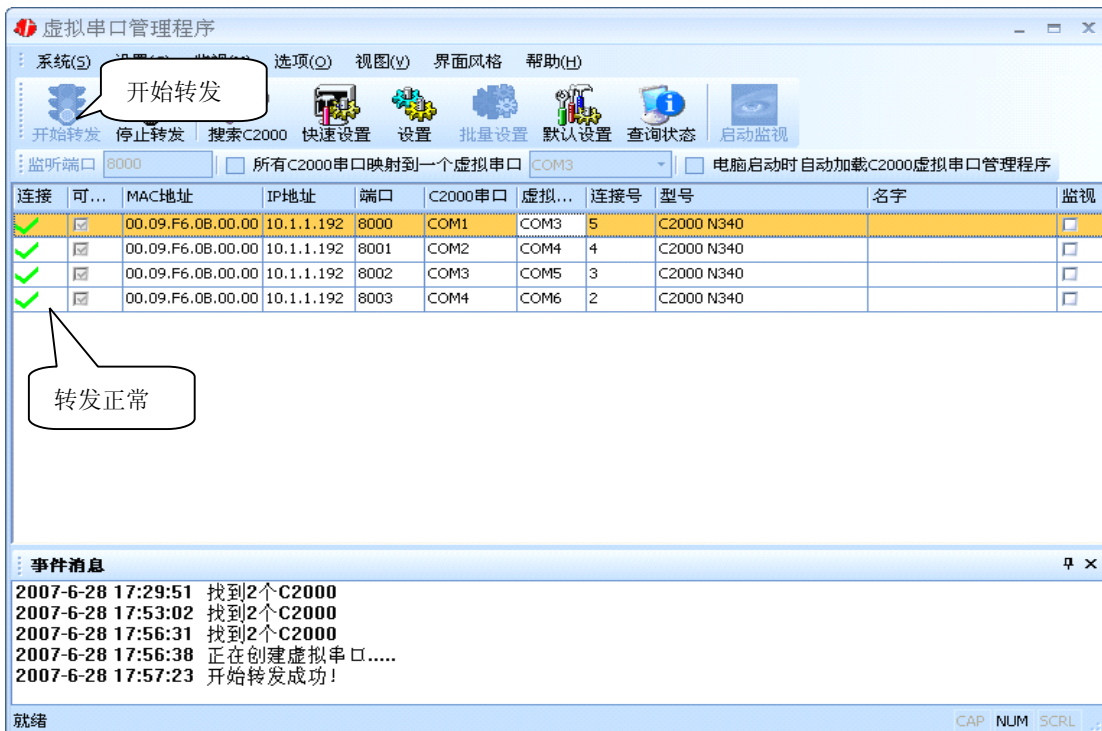 虚拟串口管理程序
系统(S) 选项(O) 视图(V) 界面风格 帮助(H)
开始转发
开始转发 停止转发 搜索C2000 快速设置 设置 批量设置 默认设置 查询状态 启动监视
监听端口 8000 所有C2000串口映射到一个虚拟串口 COM3 电脑启动时自动加载C2000虚拟串口管理程序
连接 可... MAC地址 IP地址 端口 C2000串口 虚拟... 连接号 型号 名字 监视
00.09.F6.0B.00.00 10.1.1.192 8000 COM1 COM3 5 C2000 N340
00.09.F6.0B.00.00 10.1.1.192 8001 COM2 COM4 4 C2000 N340
00.09.F6.0B.00.00 10.1.1.192 8002 COM3 COM5 3 C2000 N340
00.09.F6.0B.00.00 10.1.1.192 8003 COM4 COM6 2 C2000 N340
转发正常
事件消息
2007-6-28 17:29:51 找到2个C2000
2007-6-28 17:53:02 找到2个C2000
2007-6-28 17:56:31 找到2个C2000
2007-6-28 17:56:38 正在创建虚拟串口.....
2007-6-28 17:57:23 开始转发成功!
就绪 CAP NUM SCRL